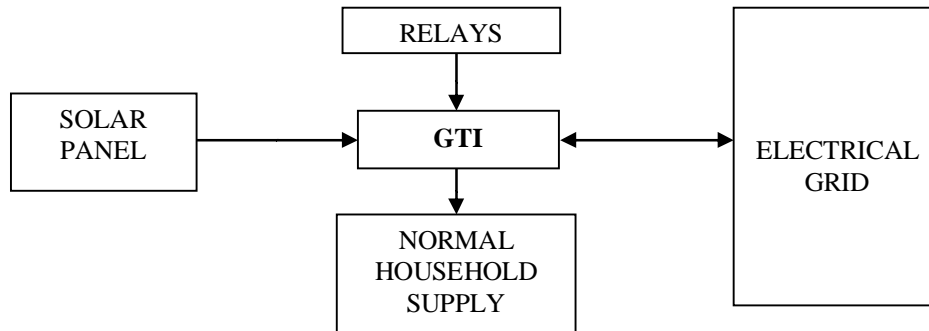 RELAYS
SOLAR
PANEL
GTI
ELECTRICAL
GRID
NORMAL
HOUSEHOLD
SUPPLY